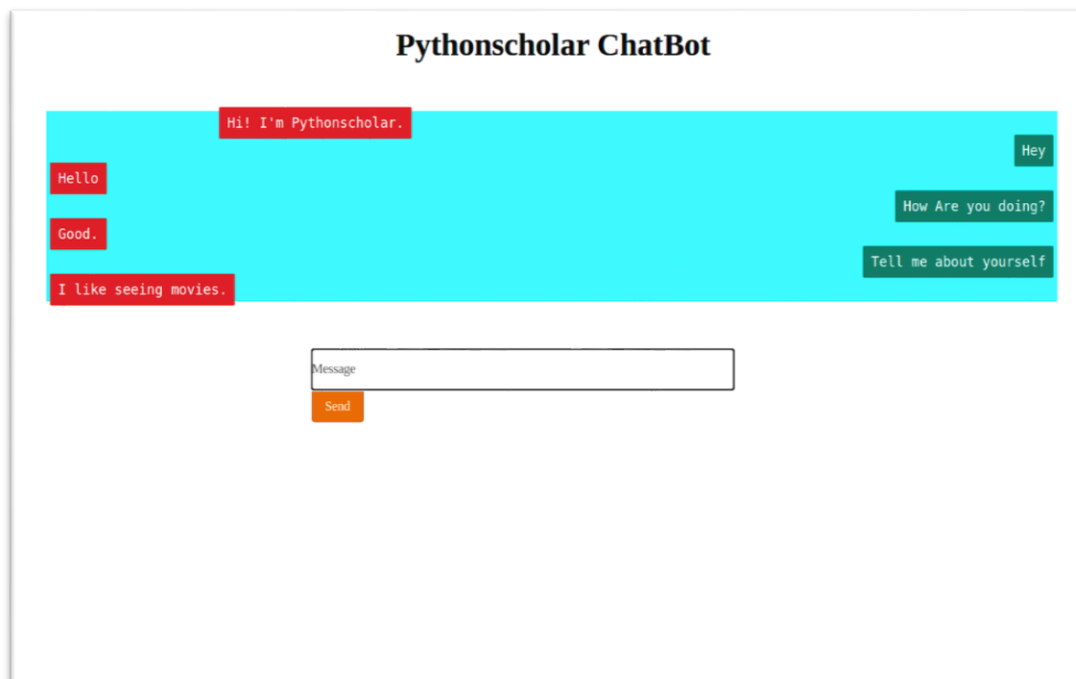 Pythonscholar ChatBot
Hi! I'm Pythonscholar.
Hey
Hello
How Are you doing?
Good.
Tell me about yourself
I like seeing movies.
Message
Send